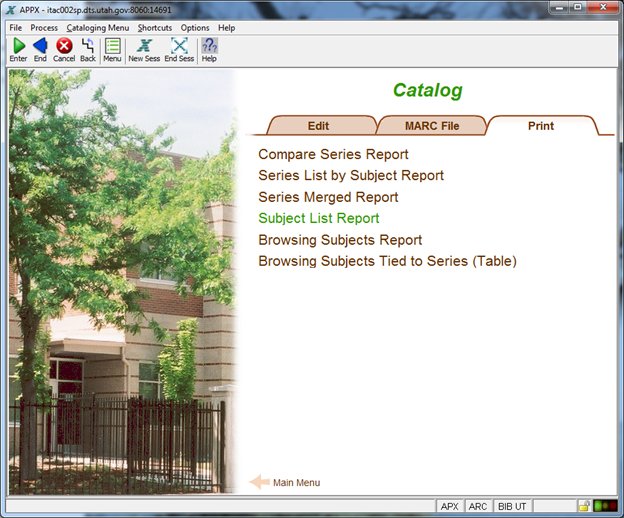 APPX - itac002sp.dts.utah.gov:8060:14691
File Process Cataloging Menu Shortcuts Options Help
Enter End Cancel Back Menu New Sess End Sess Help
Catalog
Edit MARC File Print
Compare Series Report
Series List by Subject Report
Series Merged Report
Subject List Report
Browsing Subjects Report
Browsing Subjects Tied to Series (Table)
Main Menu
APX ARC BIB UT